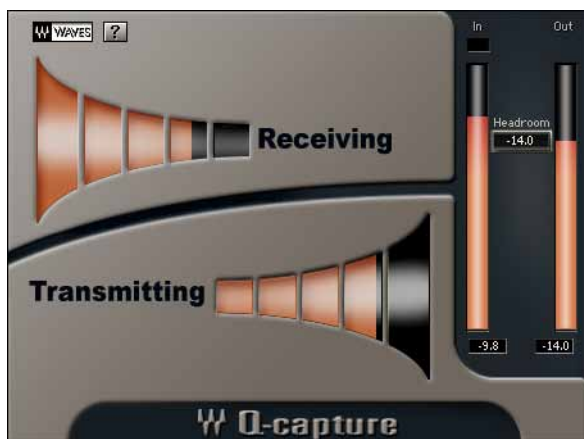 WAVES ?
In Out
Headroom
-14.0
Receiving
Transmitting
-9.8 -14.0
Q-capture